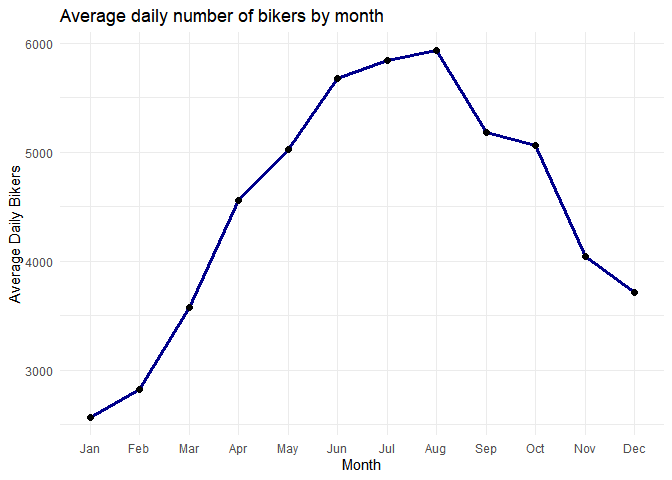 Average daily number of bikers by month
Average Daily Bikers
6000
5000
4000
3000
Jan Feb Mar Apr May Jun Jul Aug Sep Oct Nov Dec
Month